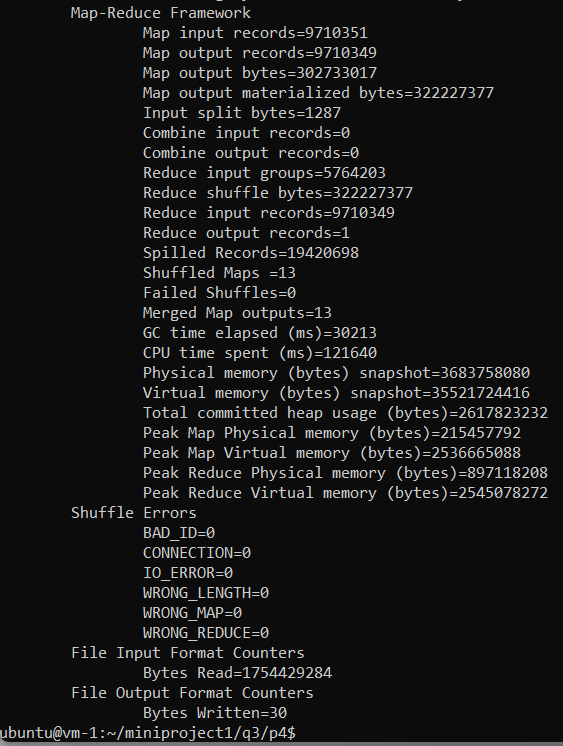 Map-Reduce Framework
Map input records=9710351
Map output records=9710349
Map output bytes=302733017
Map output materialized bytes=322227377
Input split bytes=1287
Combine input records=0
Combine output records=0
Reduce input groups=5764203
Reduce shuffle bytes=322227377
Reduce input records=9710349
Reduce output records=1
Spilled Records=19420698
Shuffled Maps =13
Failed Shuffles=0
Merged Map outputs=13
GC time elapsed (ms)=30213
CPU time spent (ms)=121640
Physical memory (bytes) snapshot=3683758080
Virtual memory (bytes) snapshot=35521724416
Total committed heap usage (bytes)=2617823232
Peak Map Physical memory (bytes)=215457792
Peak Map Virtual memory (bytes)=2536665088
Peak Reduce Physical memory (bytes)=897118208
Peak Reduce Virtual memory (bytes)=2545078272
Shuffle Errors
BAD_ID=0
CONNECTION=0
IO_ERROR=0
WRONG_LENGTH=0
WRONG_MAP=0
WRONG_REDUCE=0
File Input Format Counters
Bytes Read=1754429284
File Output Format Counters
Bytes Written=30
ubuntu@vm-1:~/miniproject1/q3/p4$